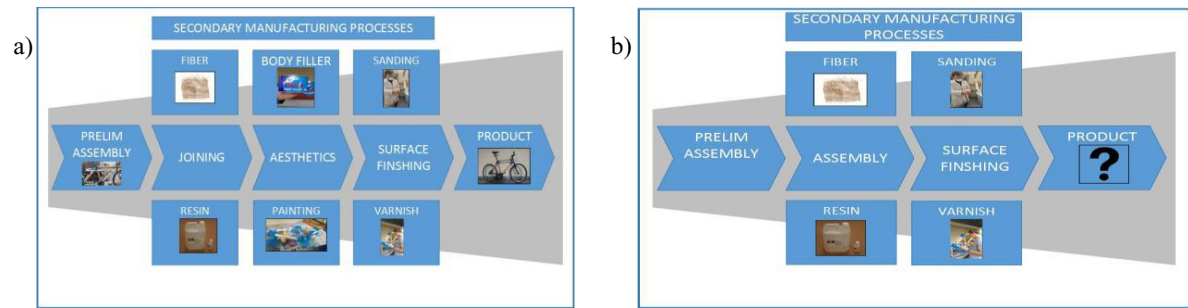 a)
SECONDARY MANUFACTURING PROCESSES
FIBER
BODY FILLER
SANDING
PRELIM
ASSEMBLY
JOINING
AESTHETICS
SURFACE
FINSHING
PRODUCT
RESIN
PAINTING
VARNISH
b)
SECONDARY MANUFACTURING
PROCESSES
FIBER
SANDING
PRELIM
ASSEMBLY
ASSEMBLY
SURFACE
FINSHING
PRODUCT
?
RESIN
VARNISH